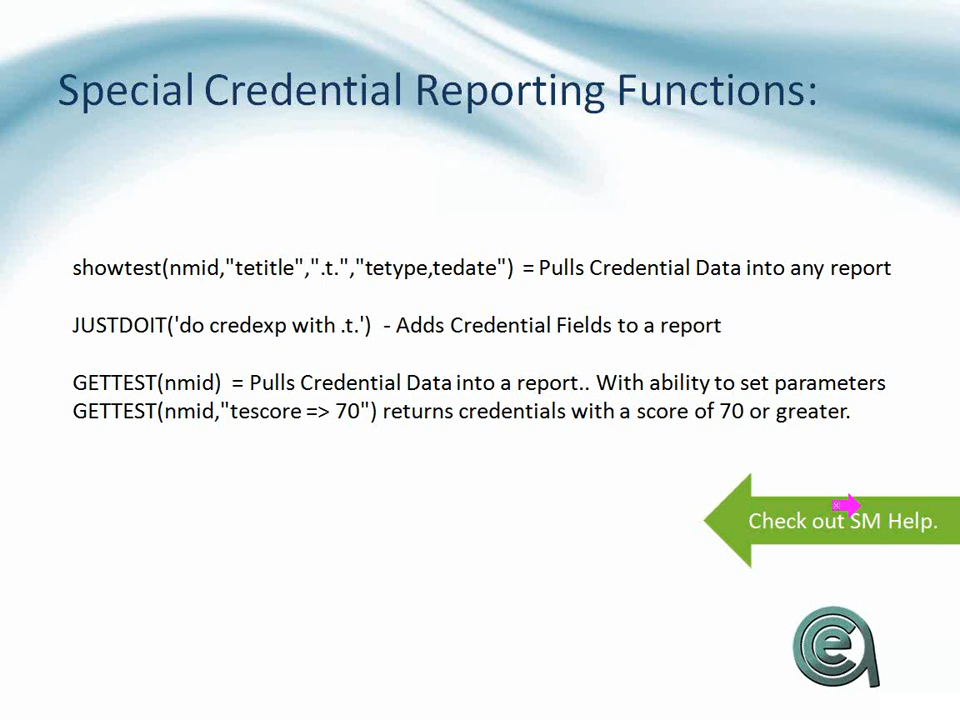 Special Credential Reporting Functions:
showtest(nmid,"tetitle",".t.","tetype,tedate") = Pulls Credential Data into any report
JUSTDOIT('do credexp with .t.') - Adds Credential Fields to a report
GETTEST(nmid) = Pulls Credential Data into a report.. With ability to set parameters
GETTEST(nmid,"tescore => 70") returns credentials with a score of 70 or greater.
Check out SM Help.